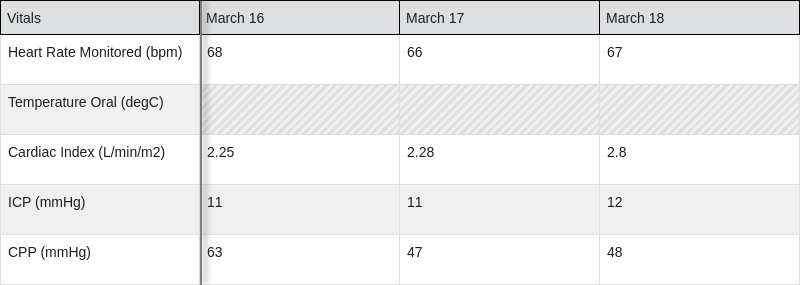 Vitals March 16 March 17 March 18
Heart Rate Monitored (bpm) 68 66 67
Temperature Oral (degC)
Cardiac Index (L/min/m2) 2.25 2.28 2.8
ICP (mmHg) 11 11 12
CPP (mmHg) 63 47 48